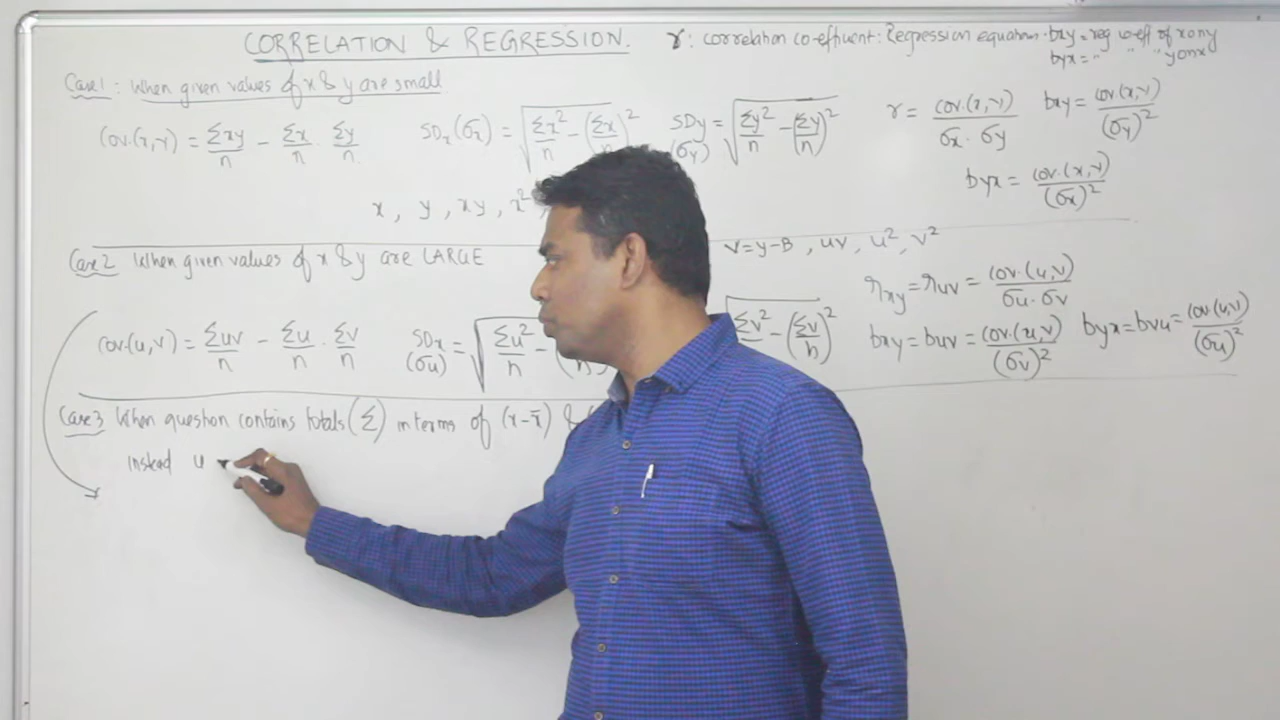 CORRELATION & REGRESSION. r: correlation co-effiuent: Regression equation. bxy = reg co-eff of x on y
byx = " " " y on x
Case 1 : When given values of x & y are small
Cov.(x,y) = Σxy/n - Σx/n . Σy/n SDx (σx) = √Σx²/n - (Σx/n)² SDy (σy) = √Σy²/n - (Σy/n)² r = cov.(x,y)/σx. σy bxy = cov.(x,y)/(σy)²
byx = cov.(x,y)/(σx)²
x , y , xy , x²
Case 2 When given values of x & y are LARGE v=y-B , uv , u² , v²
rxy = ruv = cov.(u,v)/σu. σv
Cov.(u,v) = Σuv/n - Σu/n . Σv/n SDx (σu) = √Σu²/n - Σv²/n - (Σv/n)² bxy = buv = cov.(u,v)/(σv)² byx = bvu = cov.(u,v)/(σu)²
Case 3 When question contains totals (Σ) in terms of (x-x̄) &
instead u